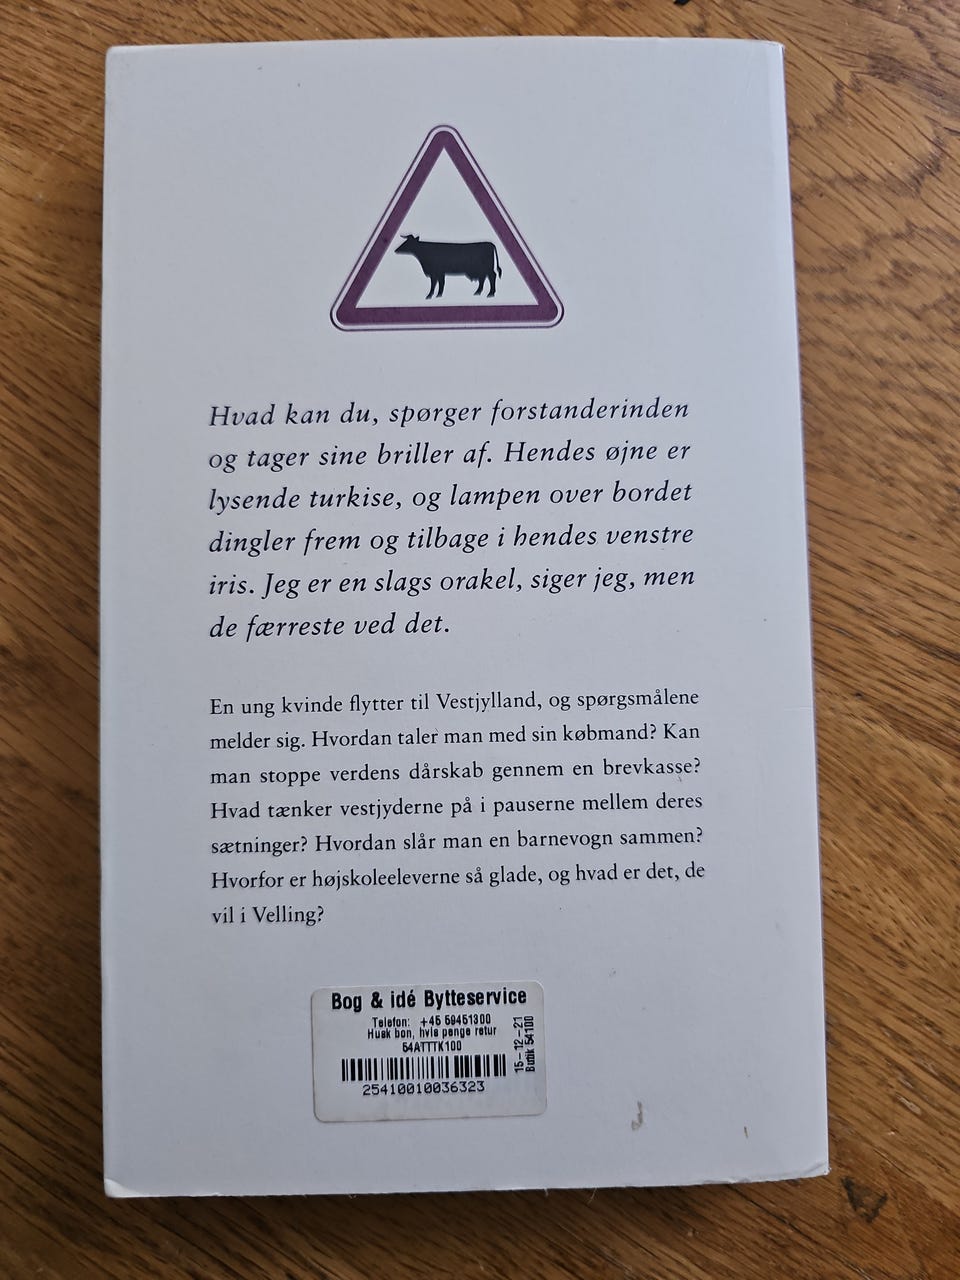 Hvad kan du, spørger forstanderinden
og tager sine briller af. Hendes øjne er
lysende turkise, og lampen over bordet
dingler frem og tilbage i hendes venstre
iris. Jeg er en slags orakel, siger jeg, men
de færreste ved det.
En ung kvinde flytter til Vestjylland, og spørgsmålene
melder sig. Hvordan taler man med sin købmand? Kan
man stoppe verdens dårskab gennem en brevkasse?
Hvad tænker vestjyderne på i pauserne mellem deres
sætninger? Hvordan slår man en barnevogn sammen?
Hvorfor er højskoleeleverne så glade, og hvad er det, de
vil i Velling?
Bog & idé Bytteservice
Telefon: +45 59451300
Husk bon, hvis penge retur
54ATTTK100
25410010036323
15-12-21
Butik 54100